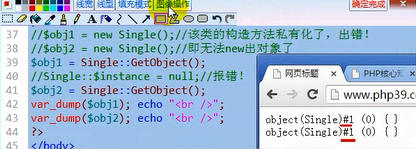 线宽 线型 填充模式 图像操作 确定完成
37 //$obj1 = new Single();//该类的构造方法私有化了，出错！
38 //$obj2 = new Single();//即无法new出对象了
39 $obj1 = Single::GetObject();
40 //Single::$instance = null;//报错！
41 $obj2 = Single::GetObject();
42 var_dump($obj1); echo "<br />";
43 var_dump($obj2); echo "<br />";
44 ?>
45 </body>
网页标题
PHP核心
www.php39.c
object(Single)#1 (0) { }
object(Single)#1 (0) { }